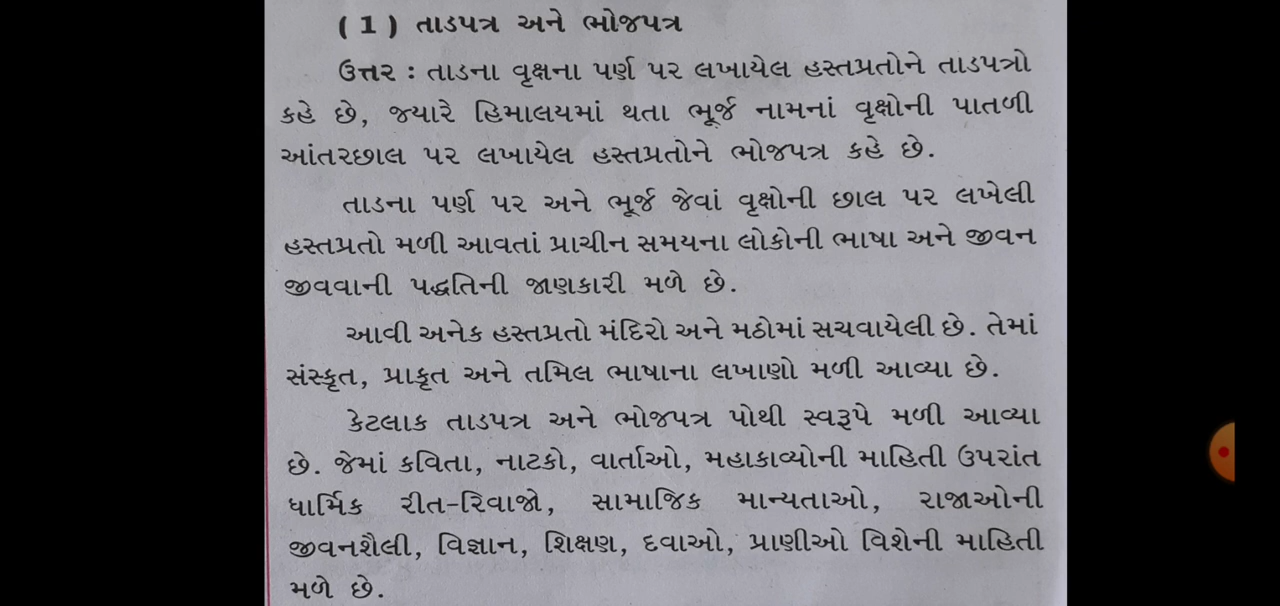 ( 1 ) તાડપત્ર અને ભોજપત્ર
ઉત્તર : તાડના વૃક્ષના પર્ણ પર લખાયેલ હસ્તપ્રતોને તાડપત્રો
કહે છે, જ્યારે હિમાલયમાં થતા ભૂર્જ નામનાં વૃક્ષોની પાતળી
આંતરછાલ પર લખાયેલ હસ્તપ્રતોને ભોજપત્ર કહે છે.
તાડના પર્ણ પર અને ભૂર્જ જેવાં વૃક્ષોની છાલ પર લખેલી
હસ્તપ્રતો મળી આવતાં પ્રાચીન સમયના લોકોની ભાષા અને જીવન
જીવવાની પદ્ધતિની જાણકારી મળે છે.
આવી અનેક હસ્તપ્રતો મંદિરો અને મઠોમાં સચવાયેલી છે. તેમાં
સંસ્કૃત, પ્રાકૃત અને તમિલ ભાષાના લખાણો મળી આવ્યા છે.
કેટલાક તાડપત્ર અને ભોજપત્ર પોથી સ્વરૂપે મળી આવ્યા
છે. જેમાં કવિતા, નાટકો, વાર્તાઓ, મહાકાવ્યોની માહિતી ઉપરાંત
ધાર્મિક રીત-રિવાજો, સામાજિક માન્યતાઓ, રાજાઓની
જીવનશૈલી, વિજ્ઞાન, શિક્ષણ, દવાઓ, પ્રાણીઓ વિશેની માહિતી
મળે છે.